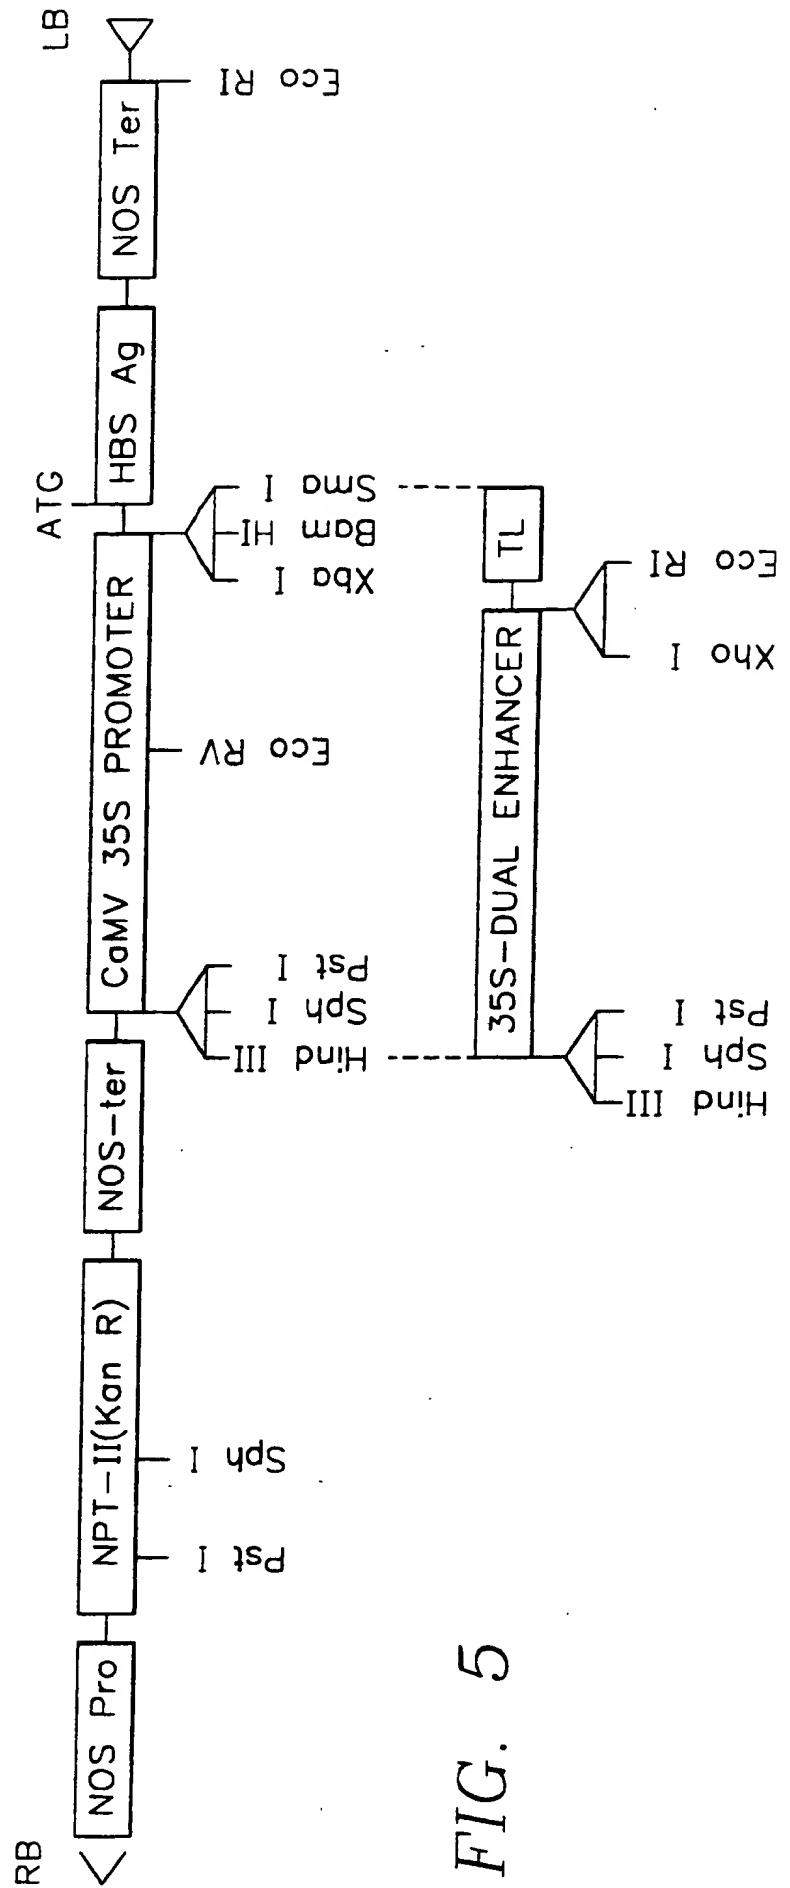 RB
NOS Pro
NPT-II(Kan R)
NOS-ter
CaMV 35S PROMOTER
ATG
HBS Ag
NOS Ter
LB
Pst I
Sph I
Hind III
Sph I
Pst I
Eco RV
Xba I
Bam HI
Sma I
Eco RI
35S-DUAL ENHANCER
TL
Hind III
Sph I
Pst I
Xho I
Eco RI
FIG. 5